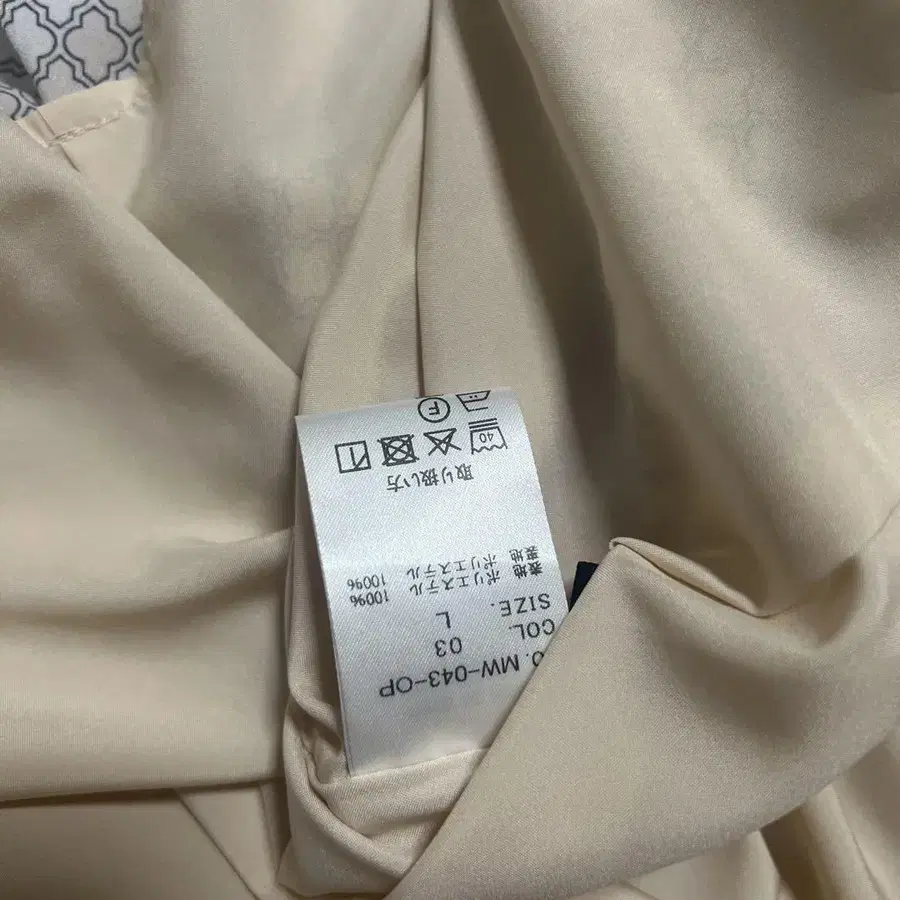 O. MW-043-OP
COL. 03
SIZE. L
表地 ポリエステル 100%
裏地 ポリエステル 100%
取り扱い方
40
F